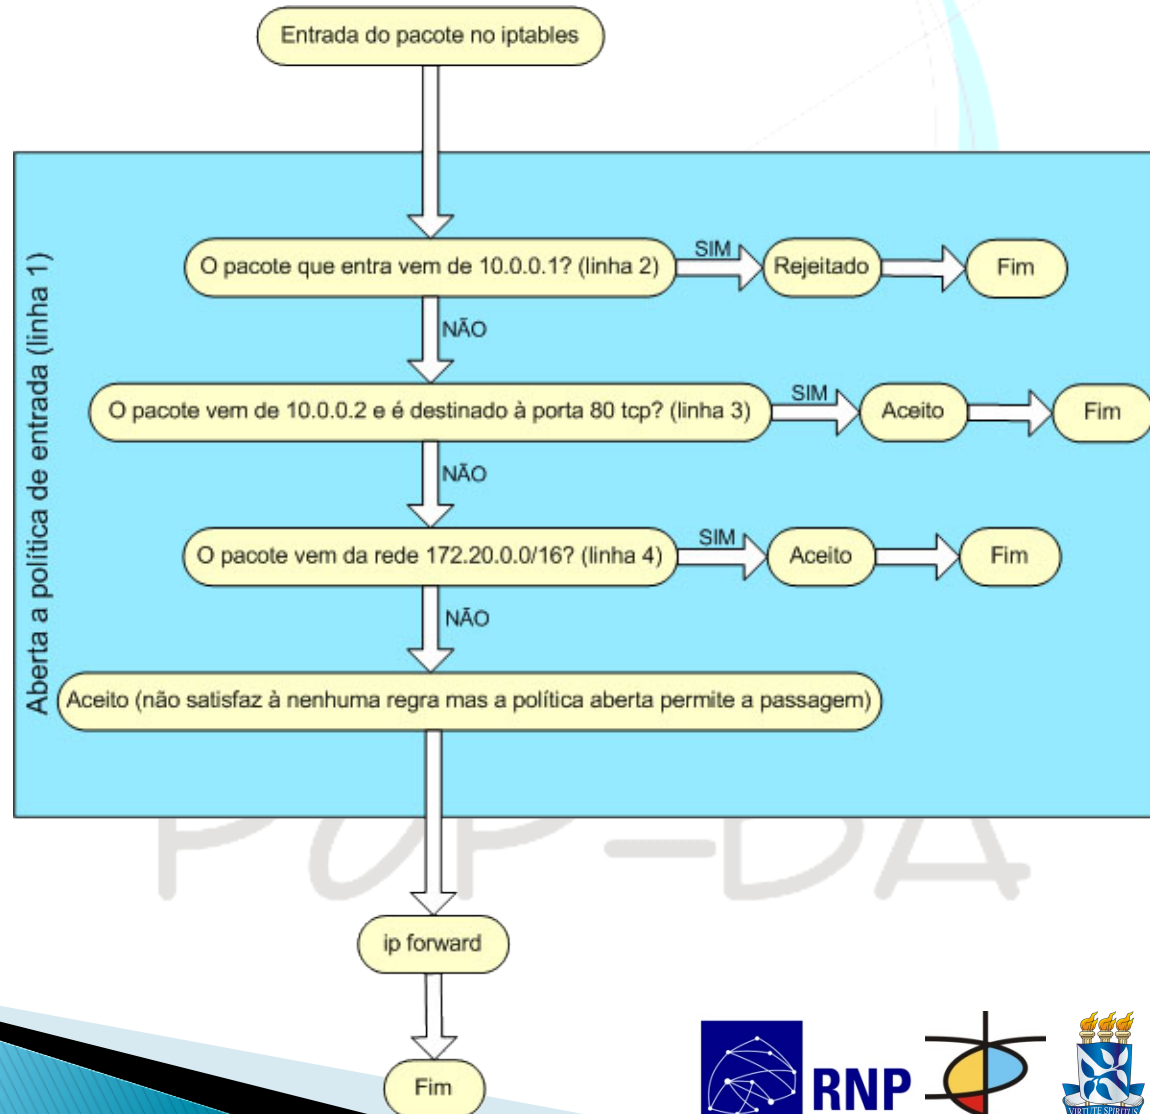 Entrada do pacote no iptables
Aberta a política de entrada (linha 1)
O pacote que entra vem de 10.0.0.1? (linha 2)
SIM
Rejeitado
Fim
NÃO
O pacote vem de 10.0.0.2 e é destinado à porta 80 tcp? (linha 3)
SIM
Aceito
Fim
NÃO
O pacote vem da rede 172.20.0.0/16? (linha 4)
SIM
Aceito
Fim
NÃO
Aceito (não satisfaz à nenhuma regra mas a política aberta permite a passagem)
PoP-BA
ip forward
Fim
RNP
VIRTUTE SPIRITUS